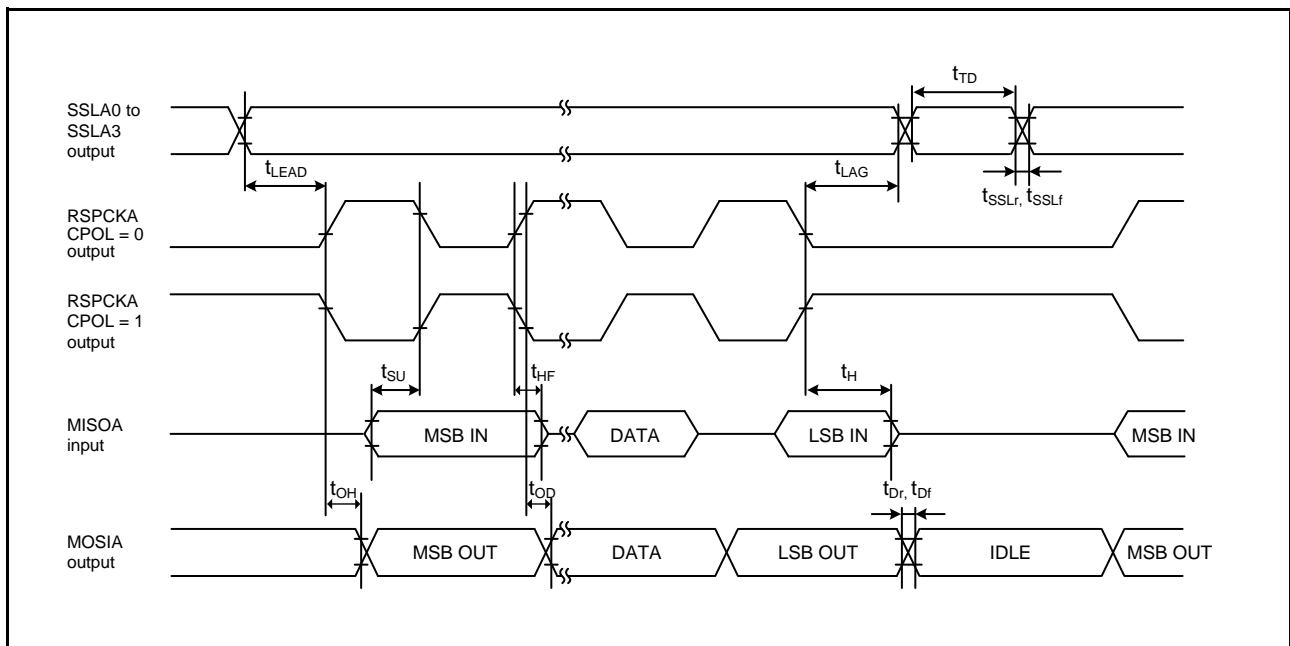 SSLA0 to
SSLA3
output
tTD
tLEAD
tLAG
tSSLr, tSSLf
RSPCKA
CPOL = 0
output
RSPCKA
CPOL = 1
output
tSU
tHF
tH
MISOA
input
MSB IN
DATA
LSB IN
MSB IN
tOH
tOD
tDr, tDf
MOSIA
output
MSB OUT
DATA
LSB OUT
IDLE
MSB OUT